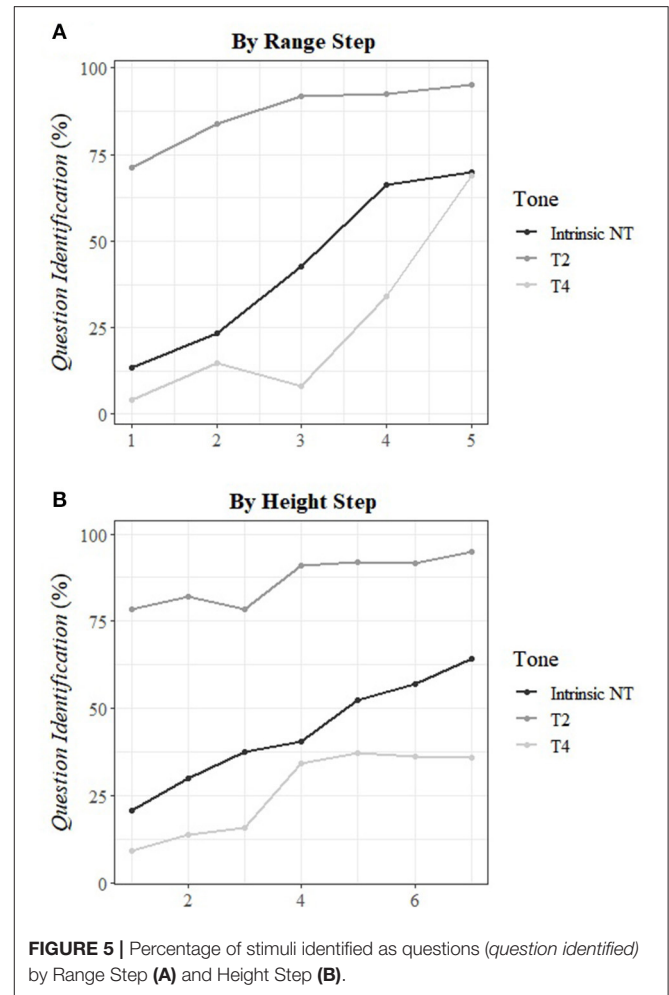 A
By Range Step
Question Identification (%)
100
75
50
25
0
1 2 3 4 5
Tone
Intrinsic NT
T2
T4
B
By Height Step
Question Identification (%)
100
75
50
25
0
2 4 6
Tone
Intrinsic NT
T2
T4
FIGURE 5 | Percentage of stimuli identified as questions (question identified)
by Range Step (A) and Height Step (B).